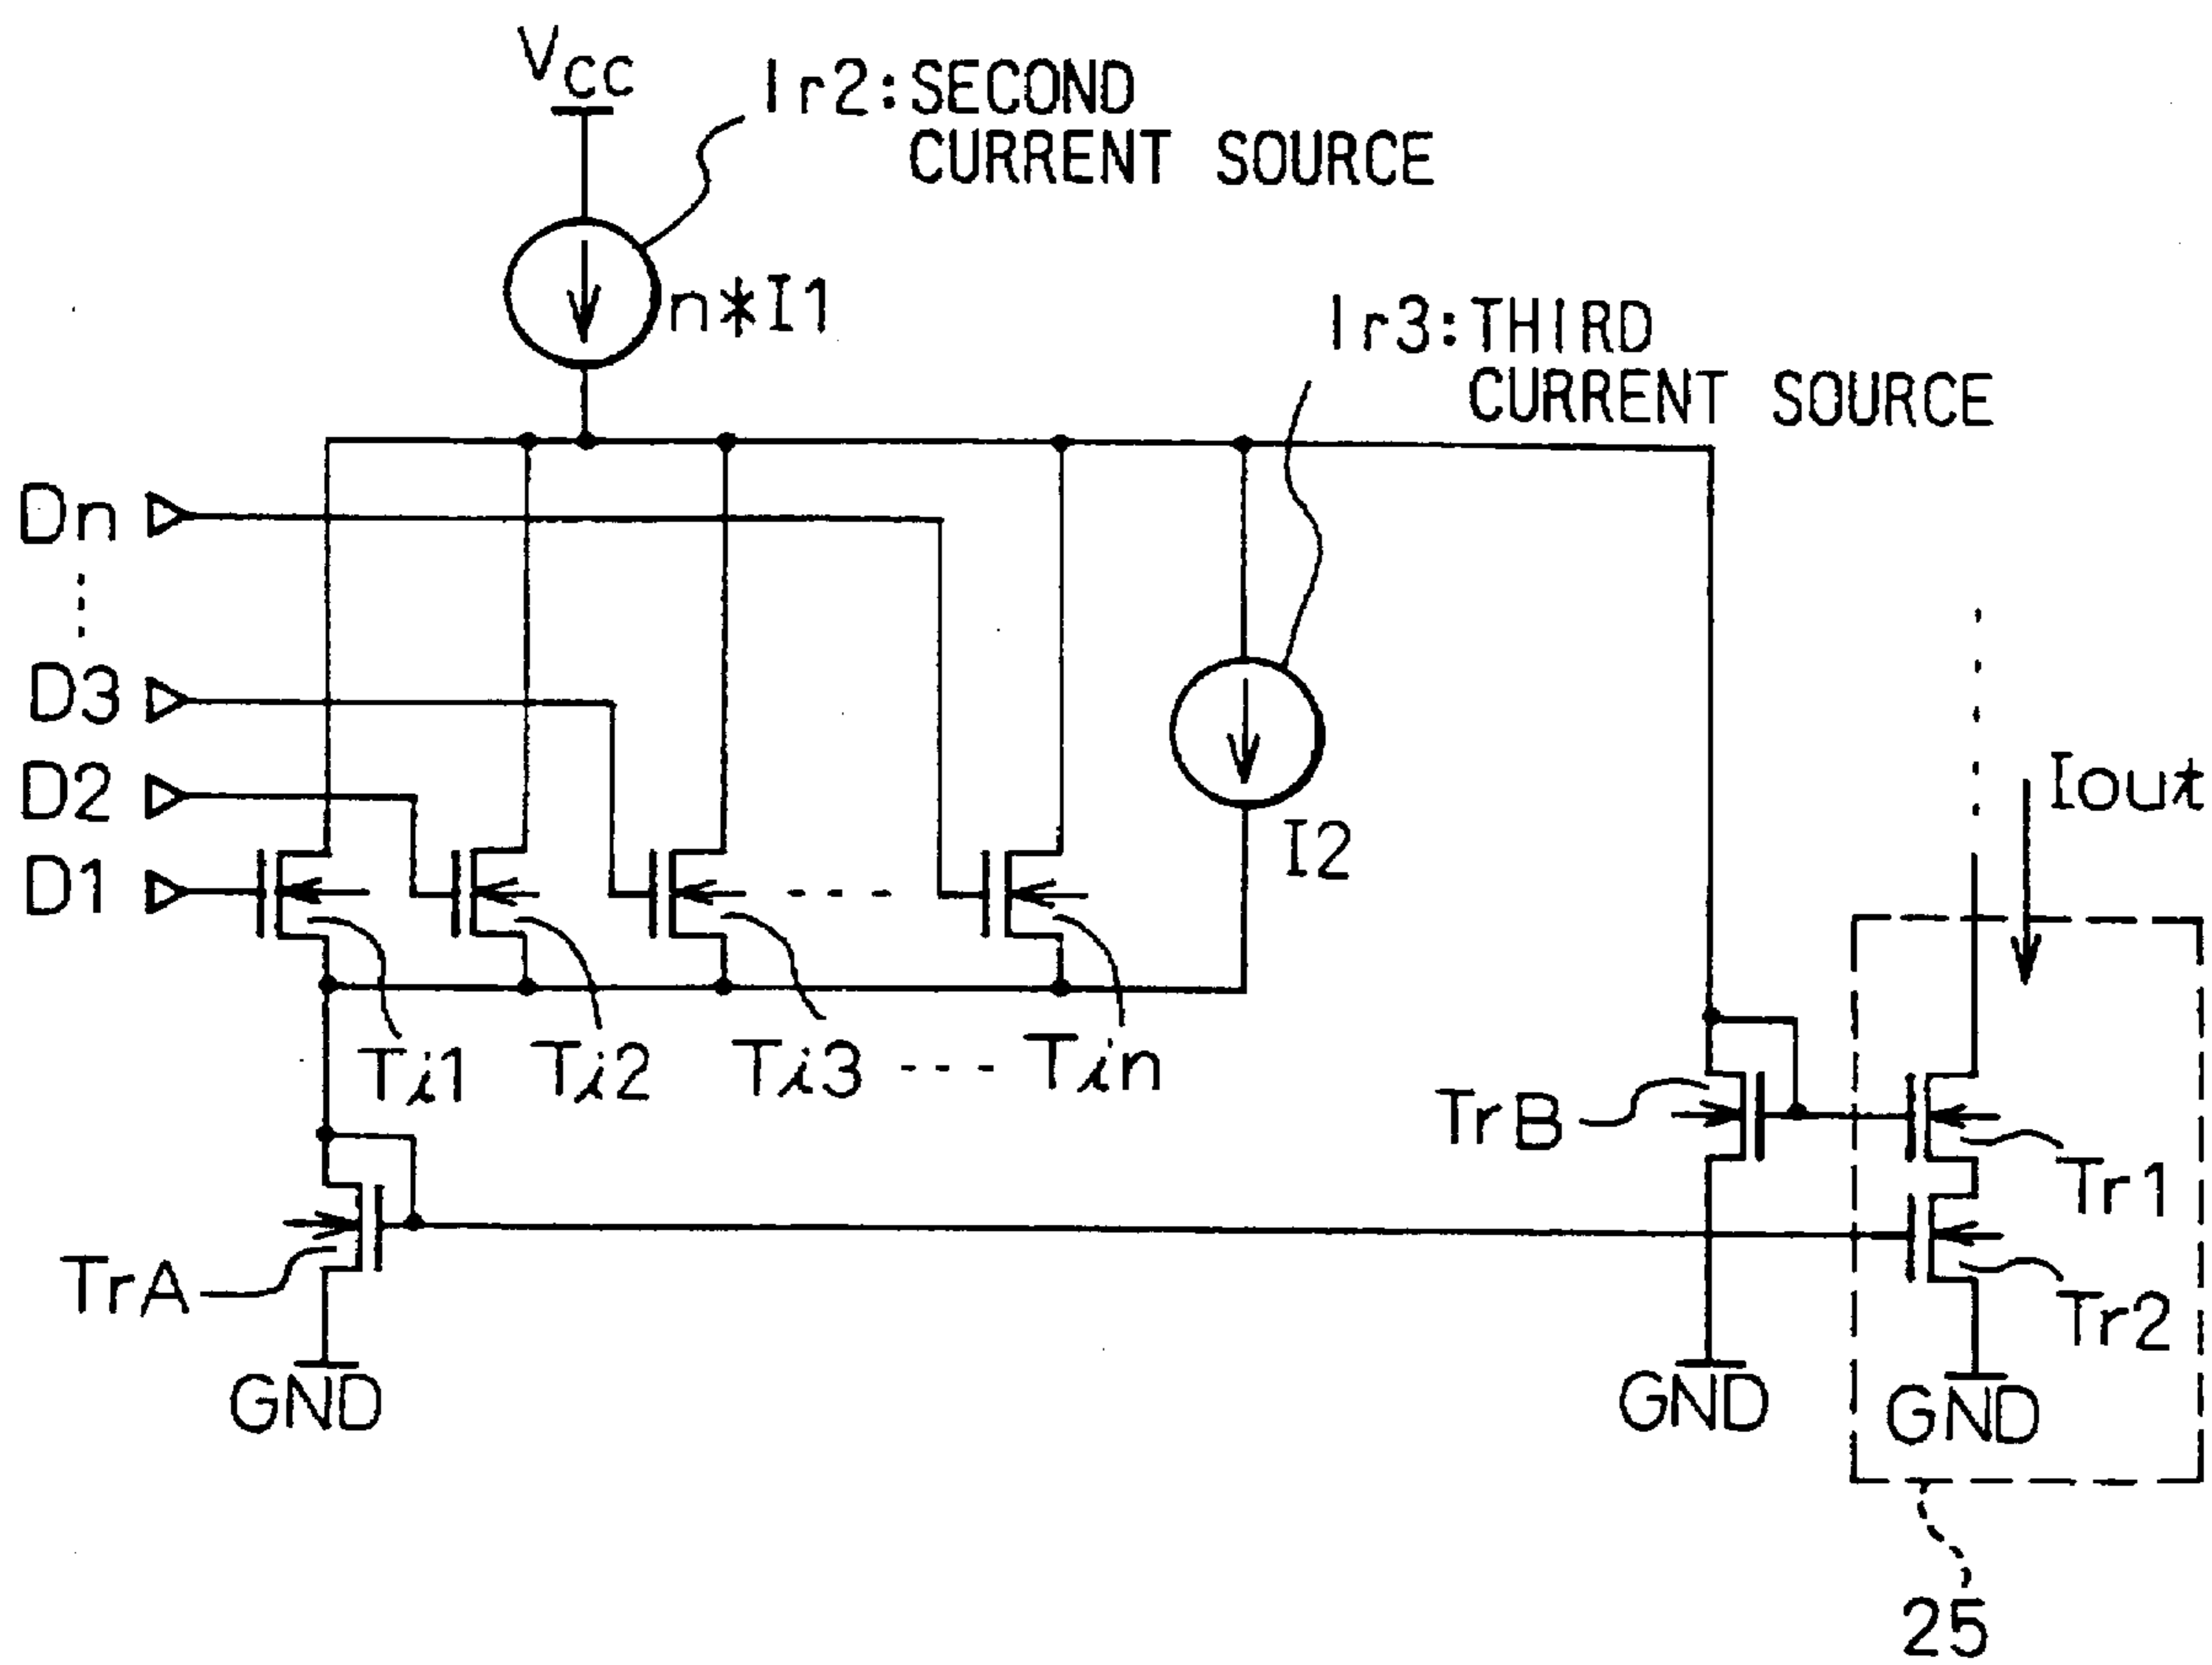 Vcc
Ir2:SECOND
CURRENT SOURCE
n*I1
Ir3:THIRD
CURRENT SOURCE
Dn
D3
D2
D1
I2
Iout
Ti1
Ti2
Ti3
---
Tin
TrB
Tr1
TrA
Tr2
GND
GND
GND
25